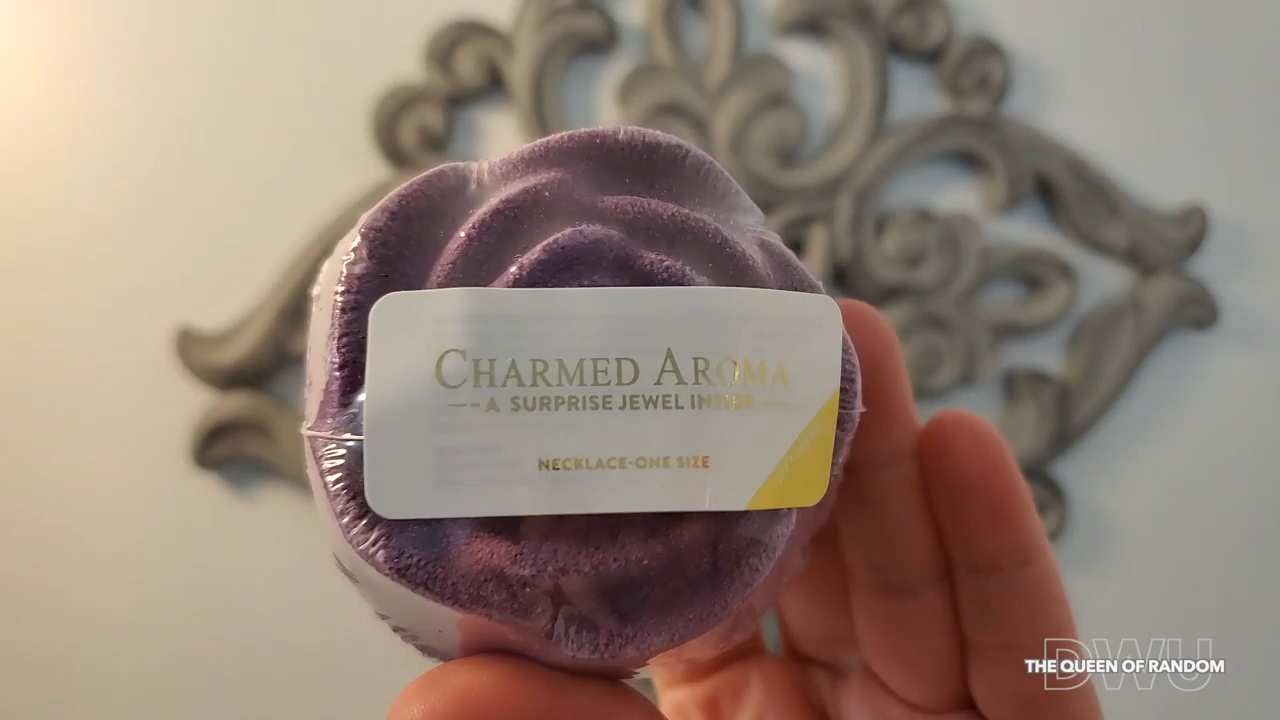 CHARMED AROMA
A SURPRISE JEWEL INSIDE
NECKLACE-ONE SIZE
DWU
THE QUEEN OF RANDOM